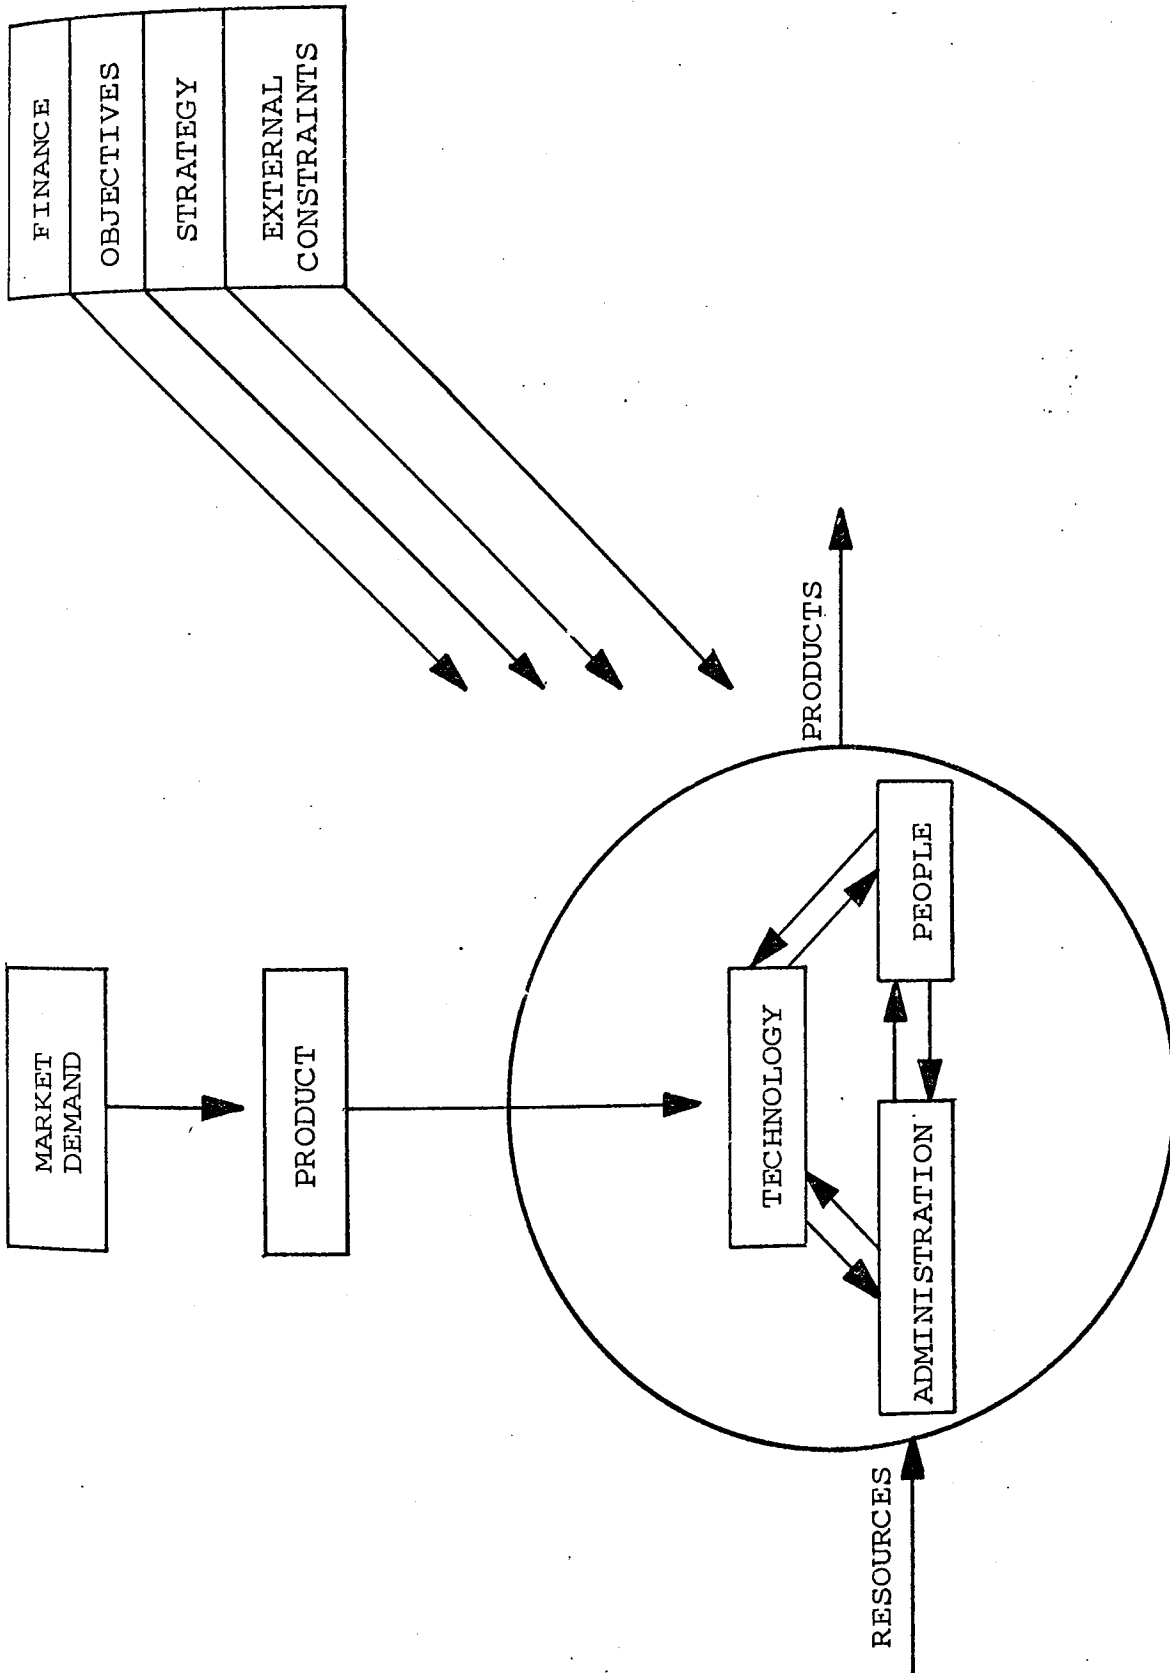 MARKET
DEMAND
FINANCE
OBJECTIVES
STRATEGY
EXTERNAL
CONSTRAINTS
PRODUCT
TECHNOLOGY
PRODUCTS
RESOURCES
ADMINISTRATION
PEOPLE